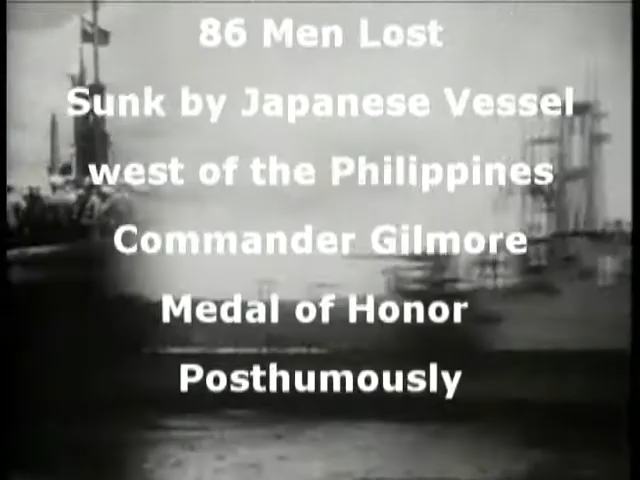 86 Men Lost
Sunk by Japanese Vessel
west of the Philippines
Commander Gilmore
Medal of Honor
Posthumously